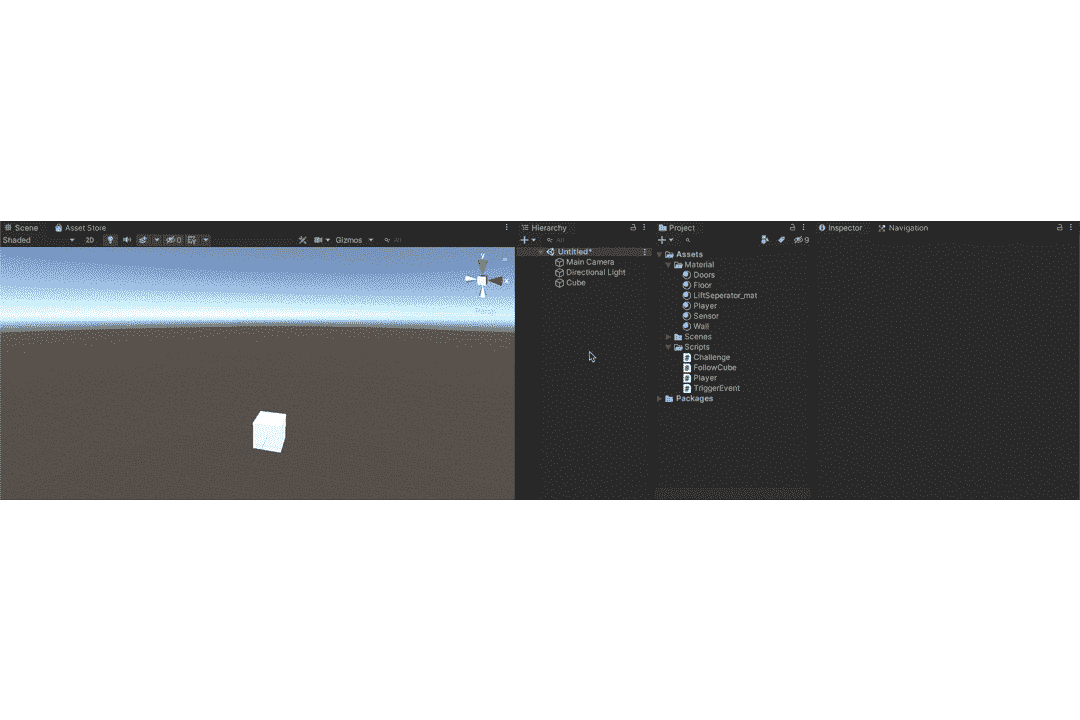 Scene Asset Store
Shaded 2D 0 Gizmos All
y
x
Persp
Hierarchy
All
Untitled*
Main Camera
Directional Light
Cube
Project
9
Assets
Material
Doors
Floor
LiftSeperator_mat
Player
Sensor
Wall
Scenes
Scripts
Challenge
FollowCube
Player
TriggerEvent
Packages
Inspector Navigation